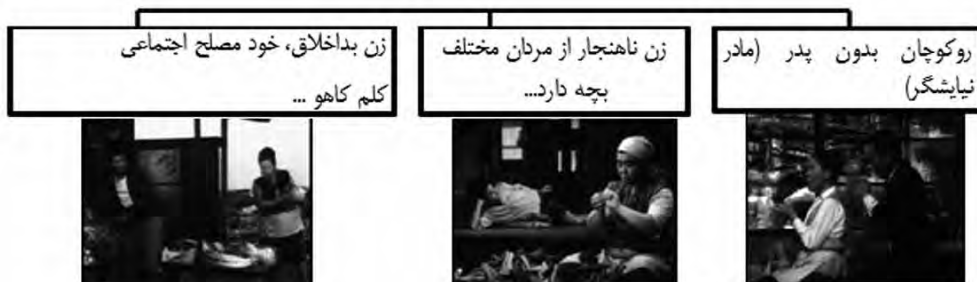 روکوچان بدون پدر (مادر
نیایشگر)
زن ناهنجار از مردان مختلف
بچه دارد...
زن بداخلاق، خود مصلح اجتماعی
کلم کاهو ...